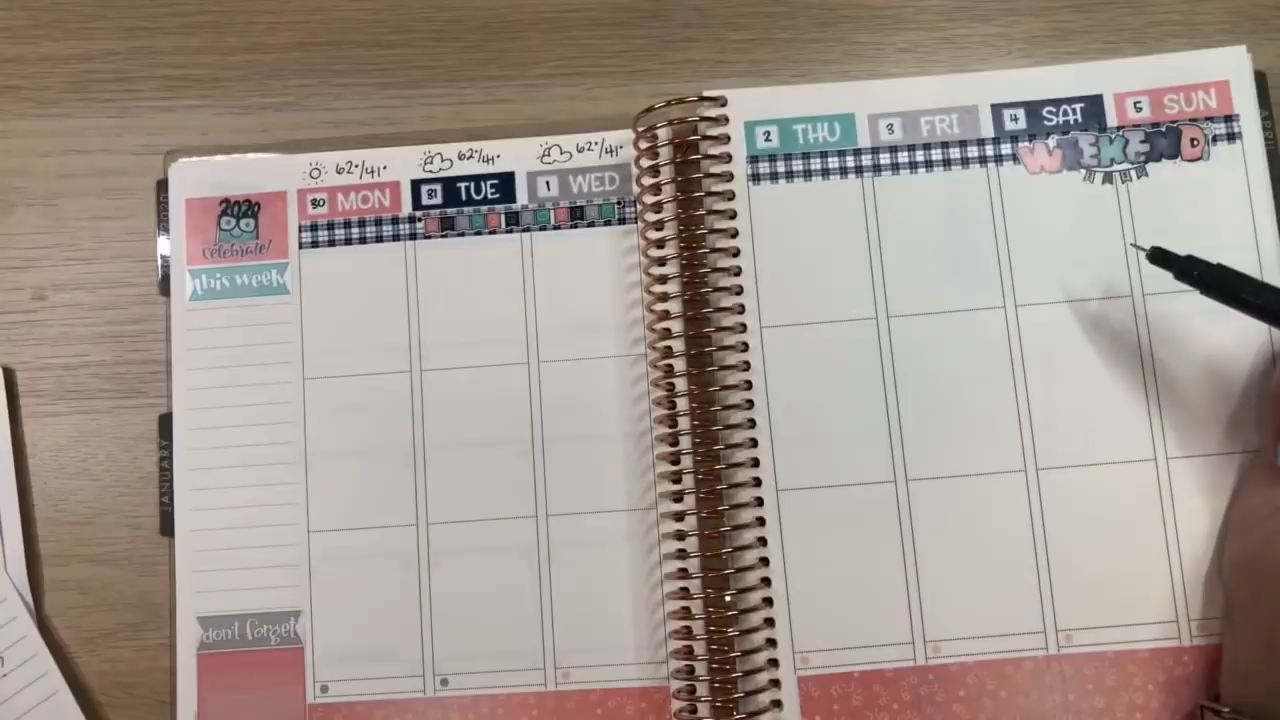 62°/41°
62°/41°
62°/41°
30 MON
31 TUE
1 WED
2 THU
3 FRI
4 SAT
5 SUN
WEEKEND
2020
celebrate!
this week
don't forget
JANUARY
APRIL